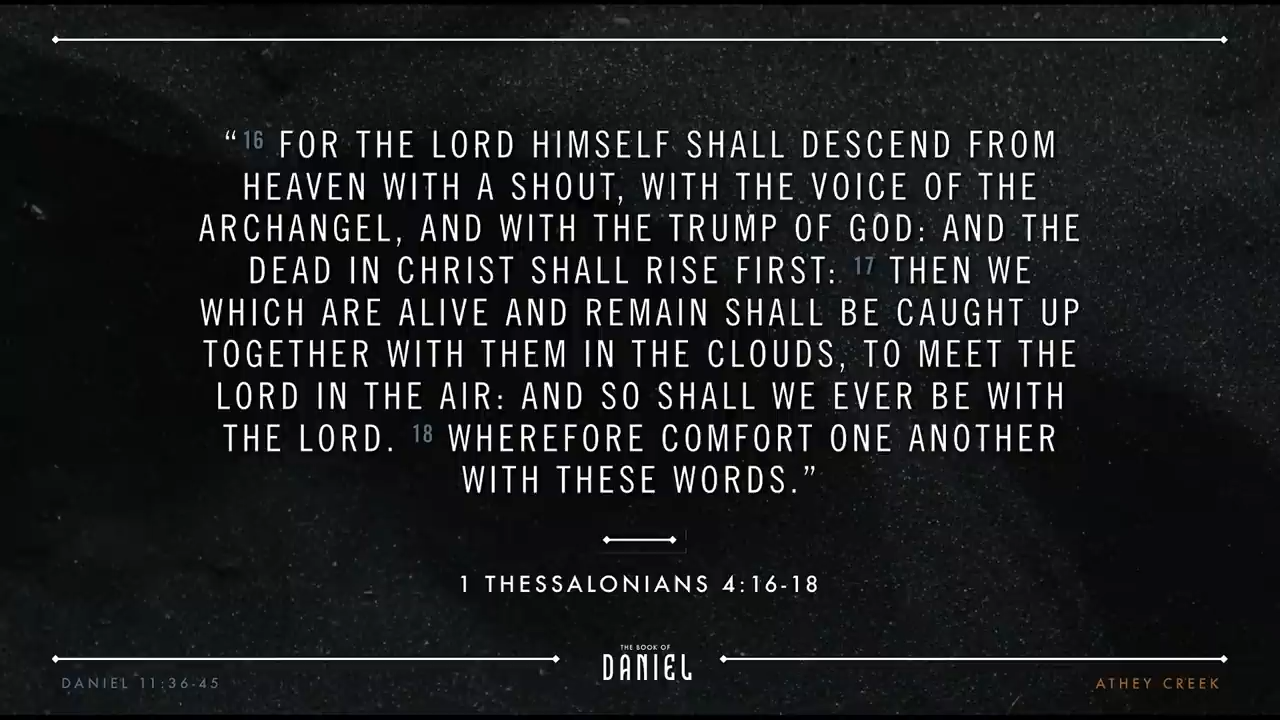 “16 FOR THE LORD HIMSELF SHALL DESCEND FROM
HEAVEN WITH A SHOUT, WITH THE VOICE OF THE
ARCHANGEL, AND WITH THE TRUMP OF GOD: AND THE
DEAD IN CHRIST SHALL RISE FIRST: 17 THEN WE
WHICH ARE ALIVE AND REMAIN SHALL BE CAUGHT UP
TOGETHER WITH THEM IN THE CLOUDS, TO MEET THE
LORD IN THE AIR: AND SO SHALL WE EVER BE WITH
THE LORD. 18 WHEREFORE COMFORT ONE ANOTHER
WITH THESE WORDS.”
1 THESSALONIANS 4:16-18
THE BOOK OF
DANIEL
DANIEL 11:36-45
ATHEY CREEK